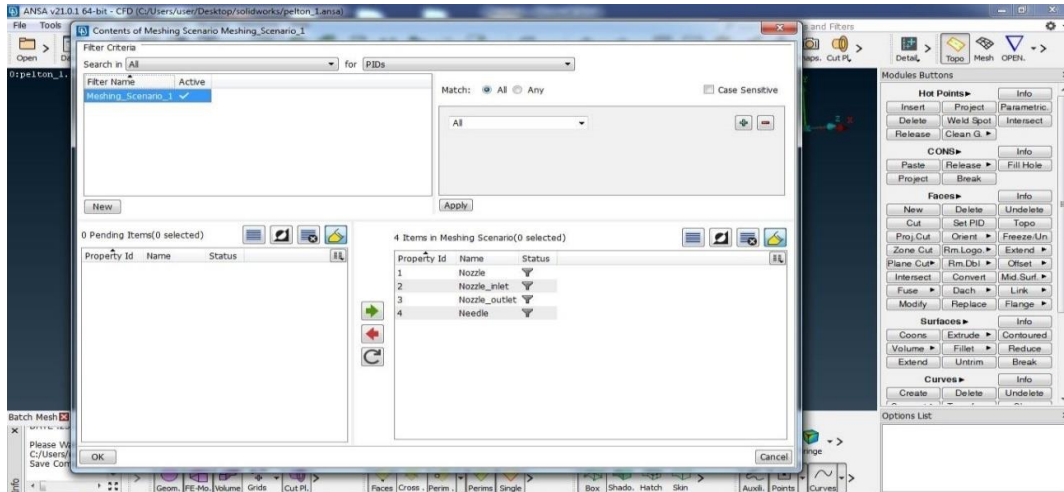 ANSA v21.0.1 64-bit - CFD (C:/Users/user/Desktop/solidworks/pelton_1.ansa)
File Tools
Contents of Meshing Scenario Meshing_Scenario_1
and Filters
Open
Cut Pl.
Detail.
Topo
Mesh
OPEN.
0:pelton_1.
Filter Criteria
Search in All for PIDs
Filter Name Active
Meshing_Scenario_1
Match: All Any Case Sensitive
All
New
Apply
0 Pending Items(0 selected)
Property Id Name Status
4 Items in Meshing Scenario(0 selected)
Property Id Name Status
1 Nozzle
2 Nozzle_inlet
3 Nozzle_outlet
4 Needle
OK
Cancel
Modules Buttons
Hot Points Info
Insert Project Parametric.
Delete Weld Spot Intersect
Release Clean G.
CONS Info
Paste Release Fill Hole
Project Break
Faces Info
New Delete Undelete
Cut Set PID Topo
Proj.Cut Orient Freeze/Un
Zone Cut Rm.Logo. Extend
Plane Cut Rm.Dbl Offset
Intersect Convert Mid.Surf.
Fuse Dach Link
Modify Replace Flange
Surfaces Info
Coons Extrude Contoured
Volume Fillet Reduce
Extend Untrim Break
Curves Info
Create Delete Undelete
Options List
Batch Mesh
Please
C:/Users/
Save Con
Geom. FE-Mo. Volume Grids Cut Pl. Faces Cross. Perim. Perims Single Box Shado. Hatch Skin Auxili. Points Curves